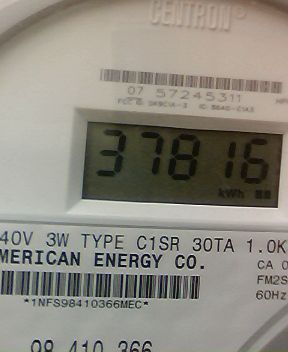 CENTRON®
07 57245311
37816
kWh
40V 3W TYPE C1SR 30TA 1.0K
MERICAN ENERGY CO.
CA 0
FM2S
60Hz
*1NFS98410366MEC*
98 410 366